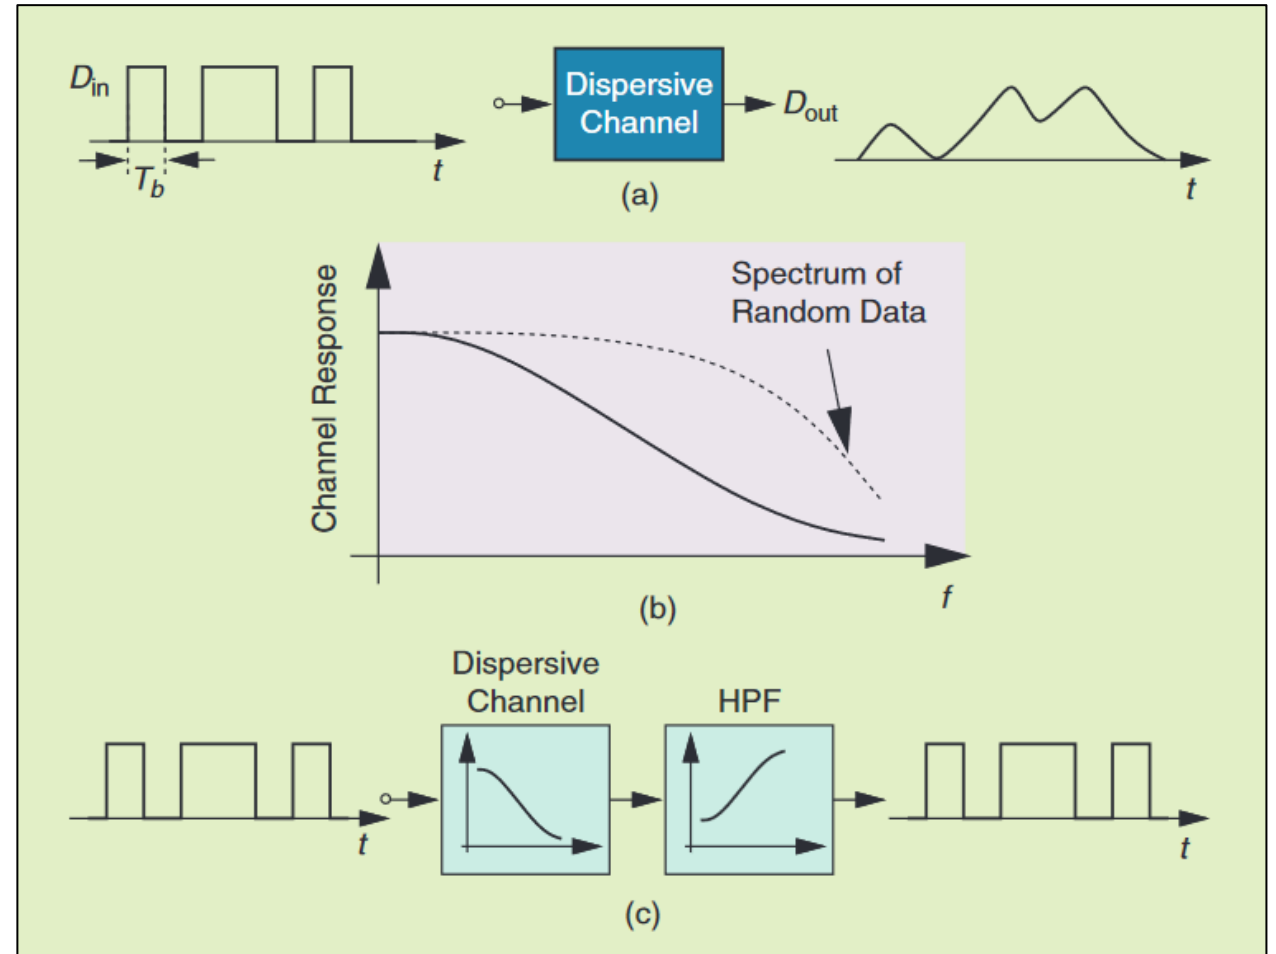 Din
Tb
t
Dispersive
Channel
Dout
t
(a)
Channel Response
Spectrum of
Random Data
f
(b)
Dispersive
Channel
HPF
t
t
(c)